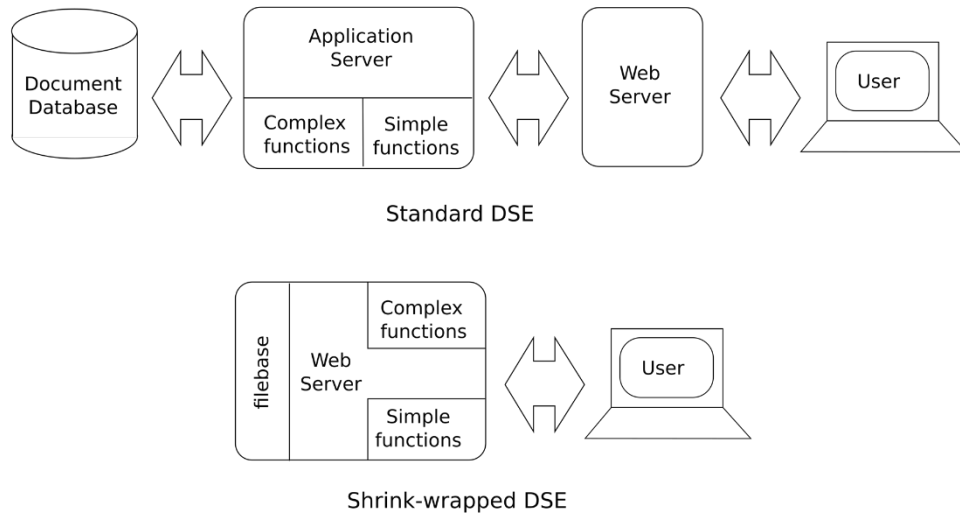 Document
Database
Application
Server
Complex
functions
Simple
functions
Web
Server
User
Standard DSE
filebase
Web
Server
Complex
functions
Simple
functions
User
Shrink-wrapped DSE